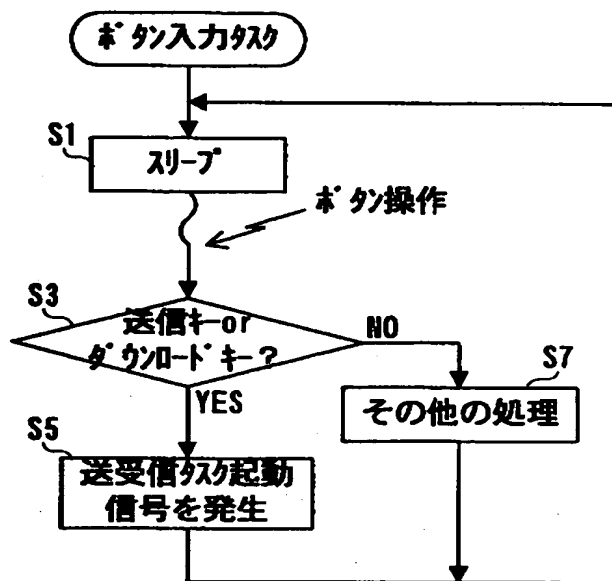 ボタン入力タスク
S1
スリープ
ボタン操作
S3
送信キーor
ダウンロードキー?
NO
S7
YES
その他の処理
S5
送受信タスク起動
信号を発生